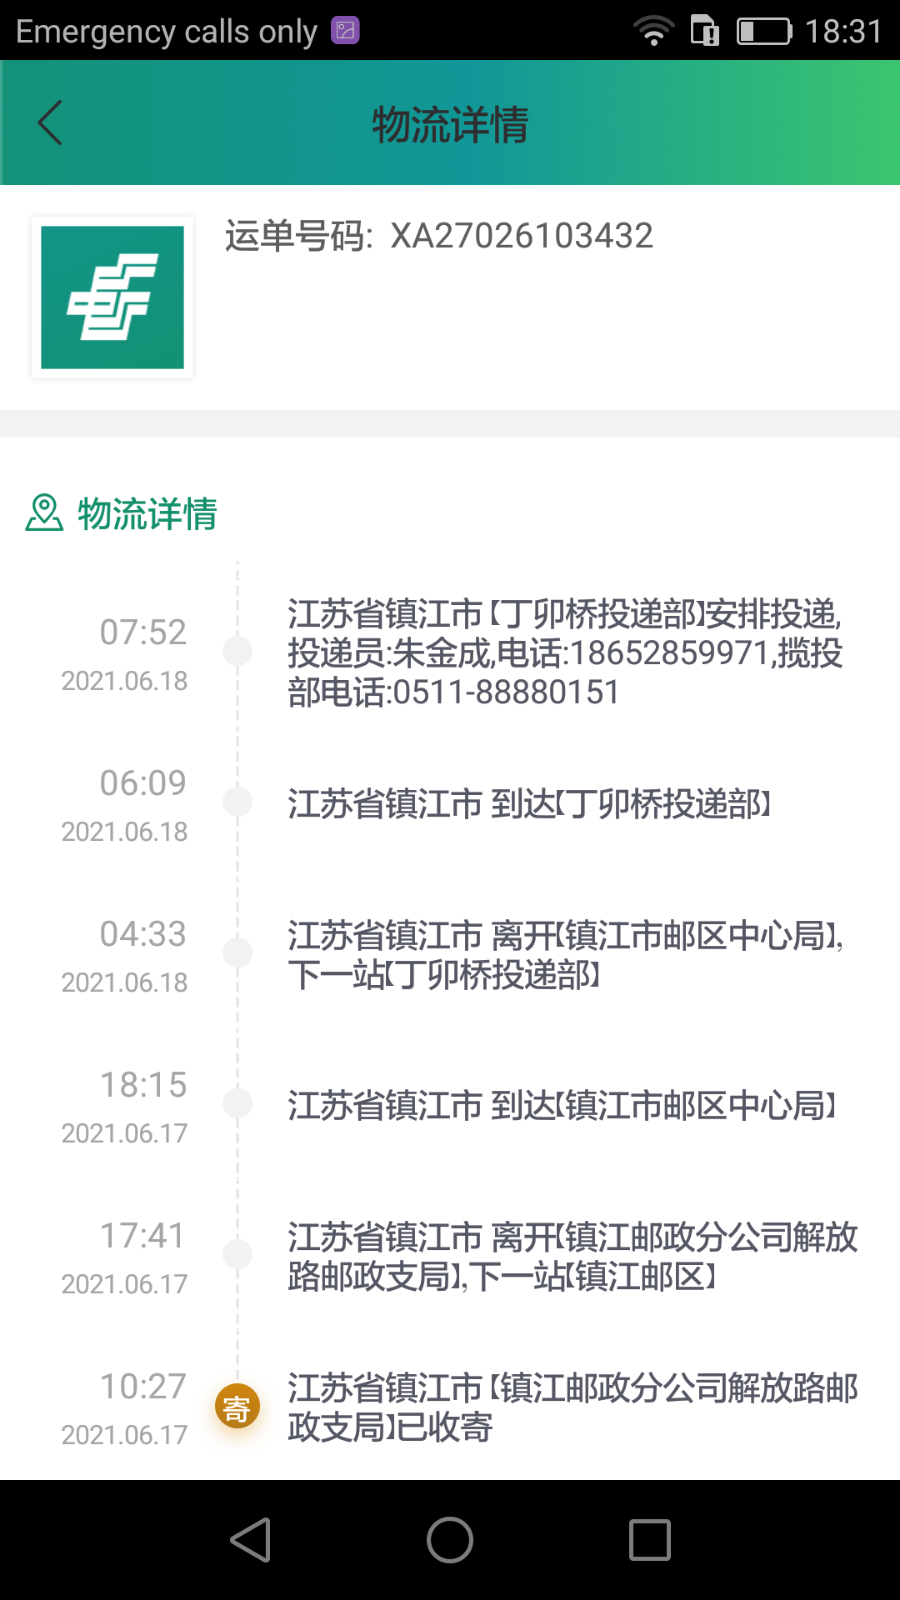 Emergency calls only
18:31
物流详情
运单号码: XA27026103432
物流详情
07:52
2021.06.18
江苏省镇江市【丁卯桥投递部】安排投递,
投递员:朱金成,电话:18652859971,揽投
部电话:0511-88880151
06:09
2021.06.18
江苏省镇江市 到达【丁卯桥投递部】
04:33
2021.06.18
江苏省镇江市 离开【镇江市邮区中心局】,
下一站【丁卯桥投递部】
18:15
2021.06.17
江苏省镇江市 到达【镇江市邮区中心局】
17:41
2021.06.17
江苏省镇江市 离开【镇江邮政分公司解放
路邮政支局】,下一站【镇江邮区】
10:27
2021.06.17
寄
江苏省镇江市【镇江邮政分公司解放路邮
政支局】已收寄